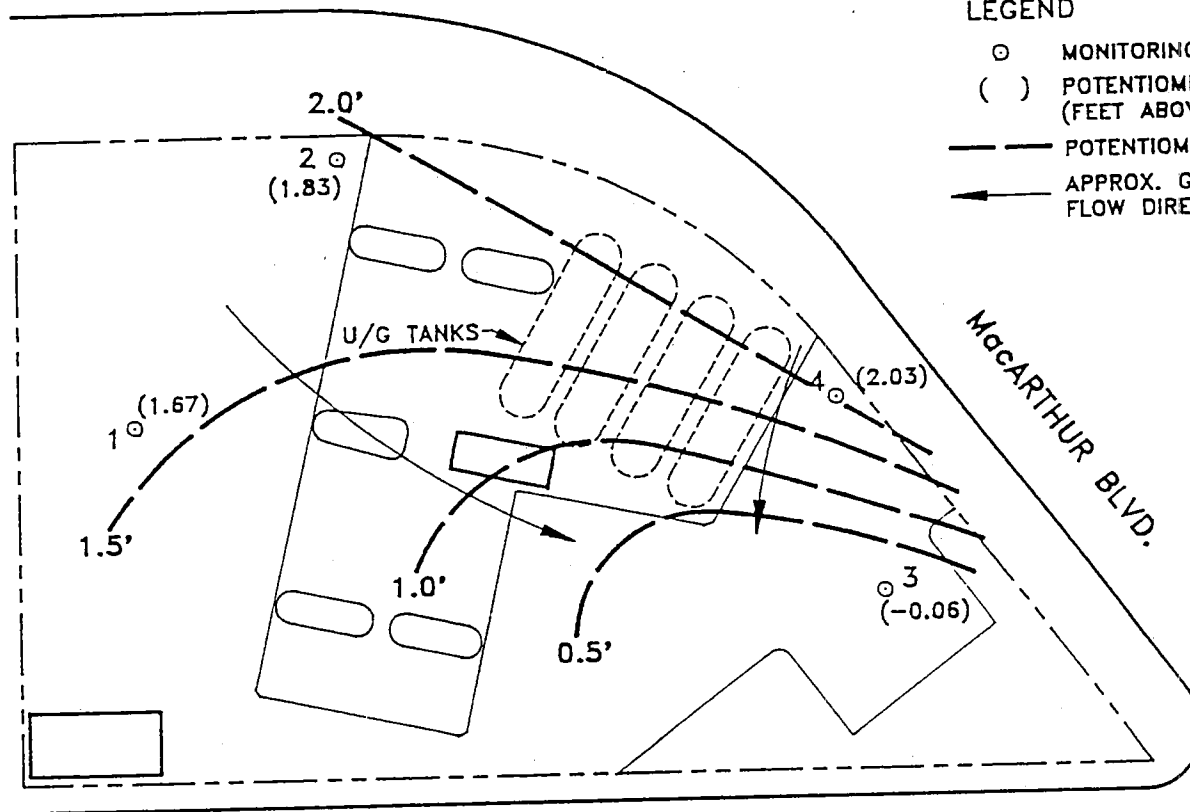 LEGEND
MONITORING
( ) POTENTIOM
(FEET ABOV
POTENTIOM
APPROX. G
FLOW DIRE
2.0'
2
(1.83)
U/G TANKS
MacARTHUR BLVD.
4 (2.03)
1 (1.67)
1.5'
1.0'
0.5'
3
(-0.06)